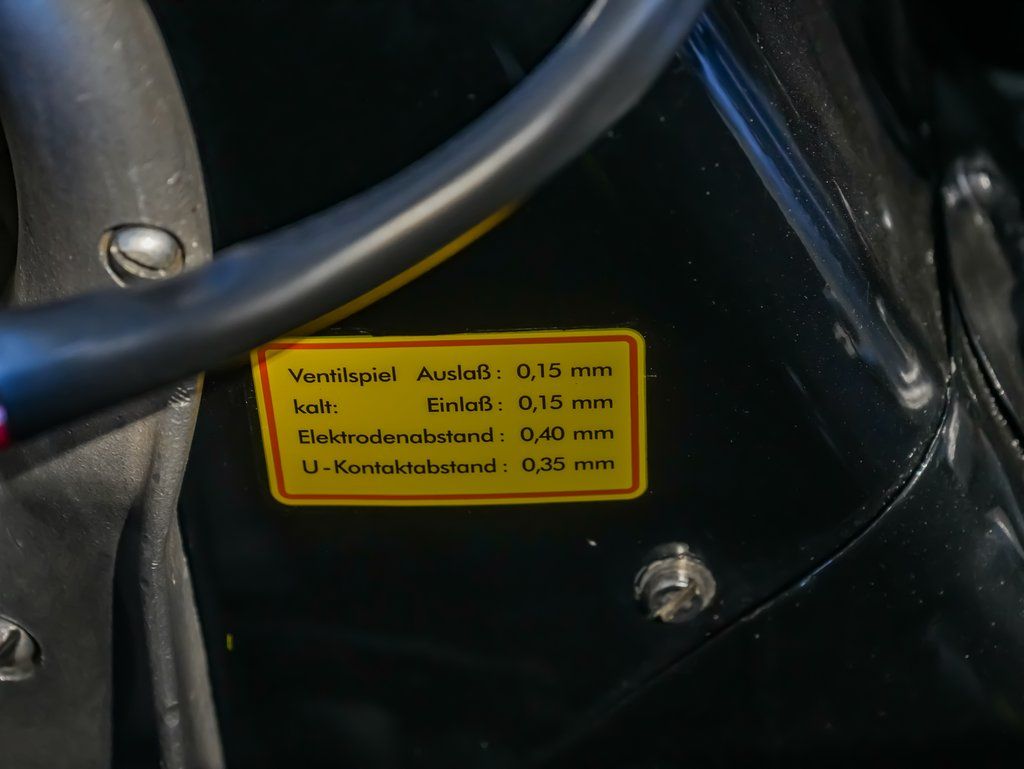 Ventilspiel Auslaß: 0,15 mm
kalt: Einlaß: 0,15 mm
Elektrodenabstand: 0,40 mm
U-Kontaktabstand: 0,35 mm